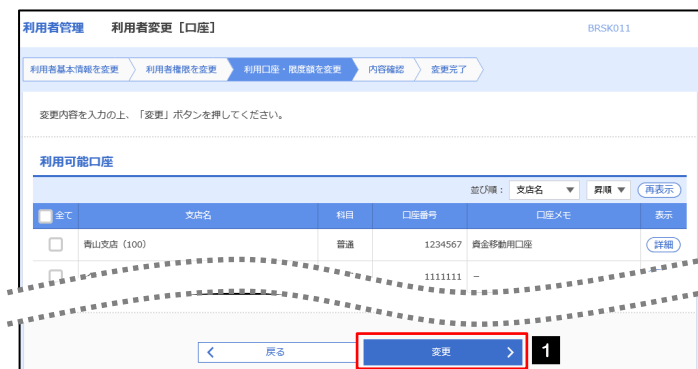 利用者管理 利用者変更［口座］ BRSK011
利用者基本情報を変更 利用者権限を変更 利用口座・限度額を変更 内容確認 変更完了
変更内容を入力の上、「変更」ボタンを押してください。
利用可能口座
並び順： 支店名 ▼ 昇順 ▼ 再表示
全て 支店名 科目 口座番号 口座メモ 表示
青山支店（100） 普通 1234567 資金移動用口座 詳細
1111111 －
戻る 変更 1